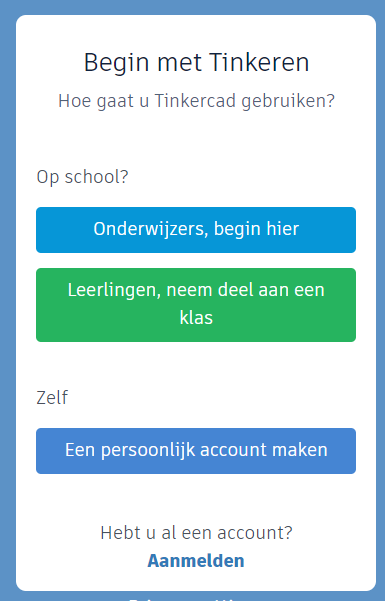 Begin met Tinkeren
Hoe gaat u Tinkercad gebruiken?
Op school?
Onderwijzers, begin hier
Leerlingen, neem deel aan een
klas
Zelf
Een persoonlijk account maken
Hebt u al een account?
Aanmelden